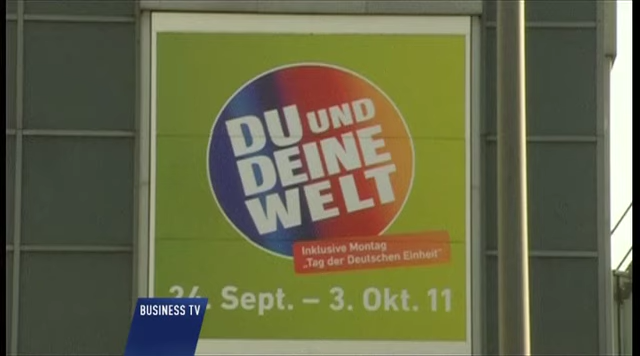 DU UND
DEINE
WELT
Inklusive Montag
„Tag der Deutschen Einheit"
24. Sept. – 3. Okt. 11
BUSINESS TV